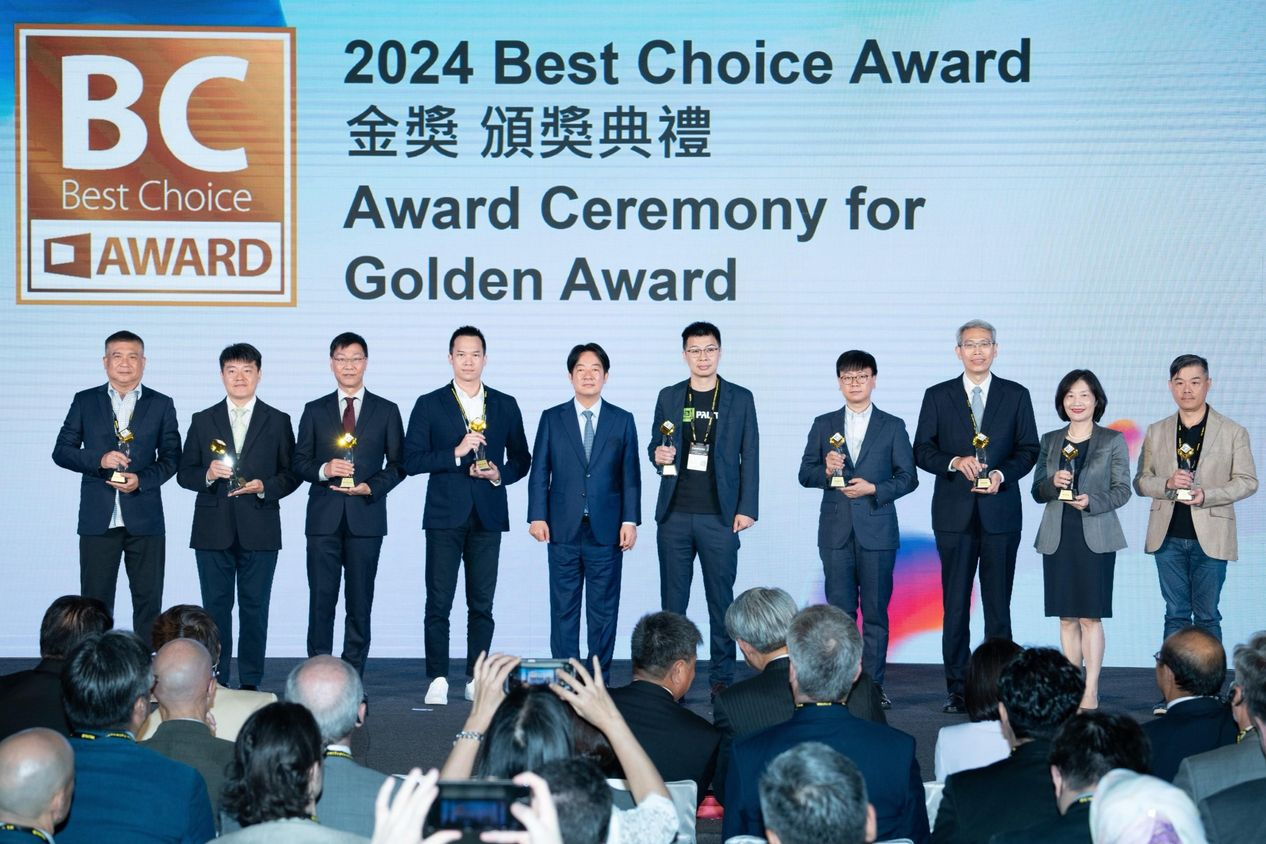 BC
Best Choice
AWARD
2024 Best Choice Award
金獎 頒獎典禮
Award Ceremony for
Golden Award